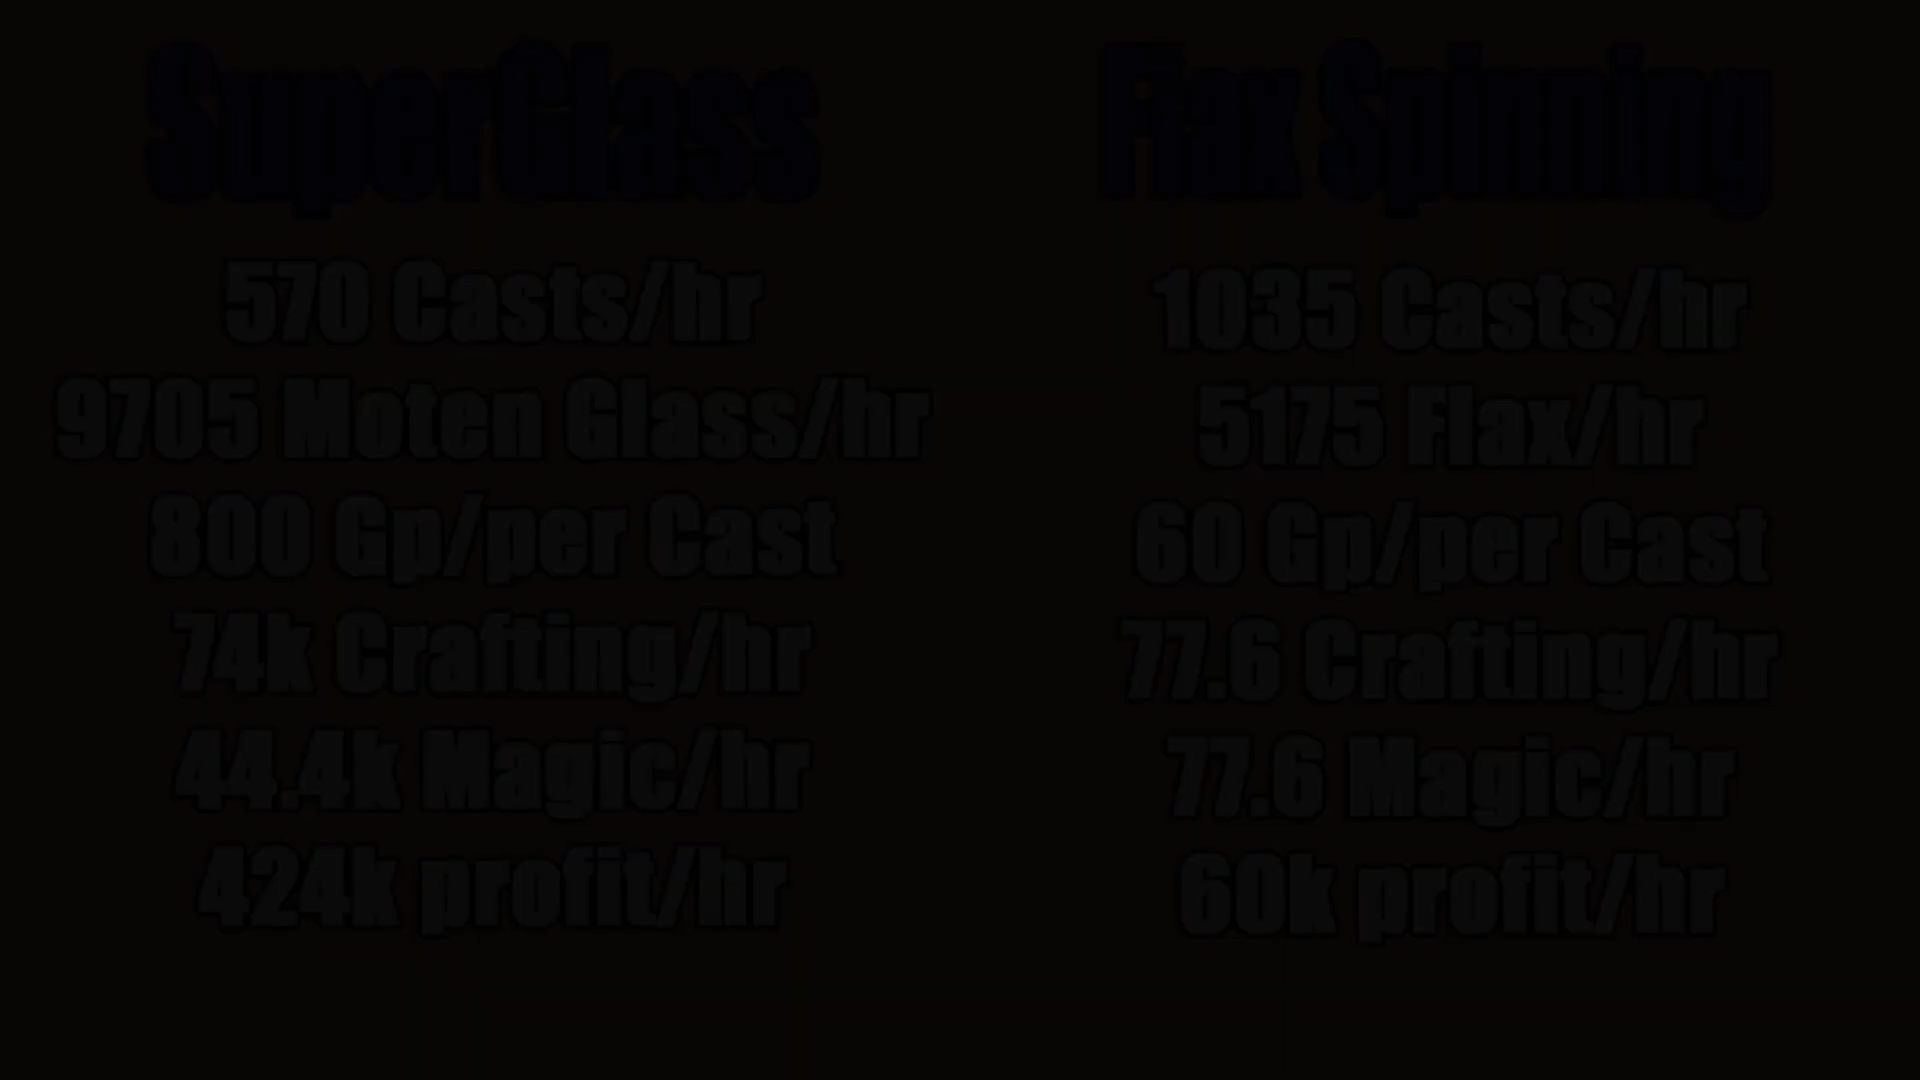 SuperGlass
570 Casts/hr
9705 Moten Glass/hr
800 Gp/per Cast
74k Crafting/hr
44.4k Magic/hr
424k profit/hr
Flax Spinning
1035 Casts/hr
5175 Flax/hr
60 Gp/per Cast
77.6 Crafting/hr
77.6 Magic/hr
60k profit/hr